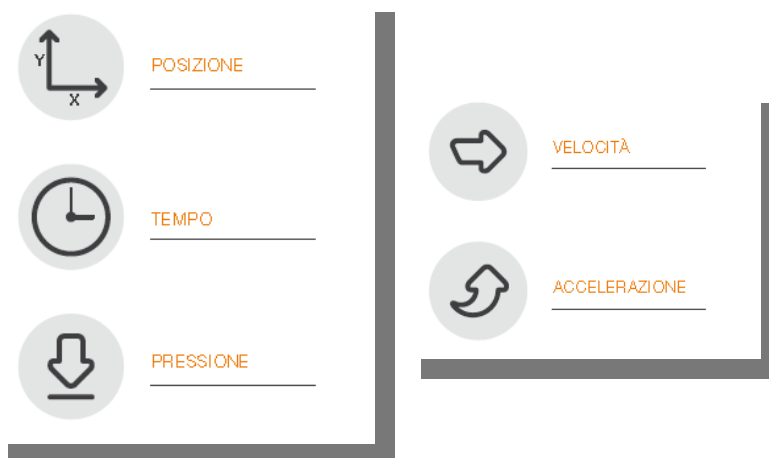 Y
X
POSIZIONE
TEMPO
PRESSIONE
VELOCITÀ
ACCELERAZIONE